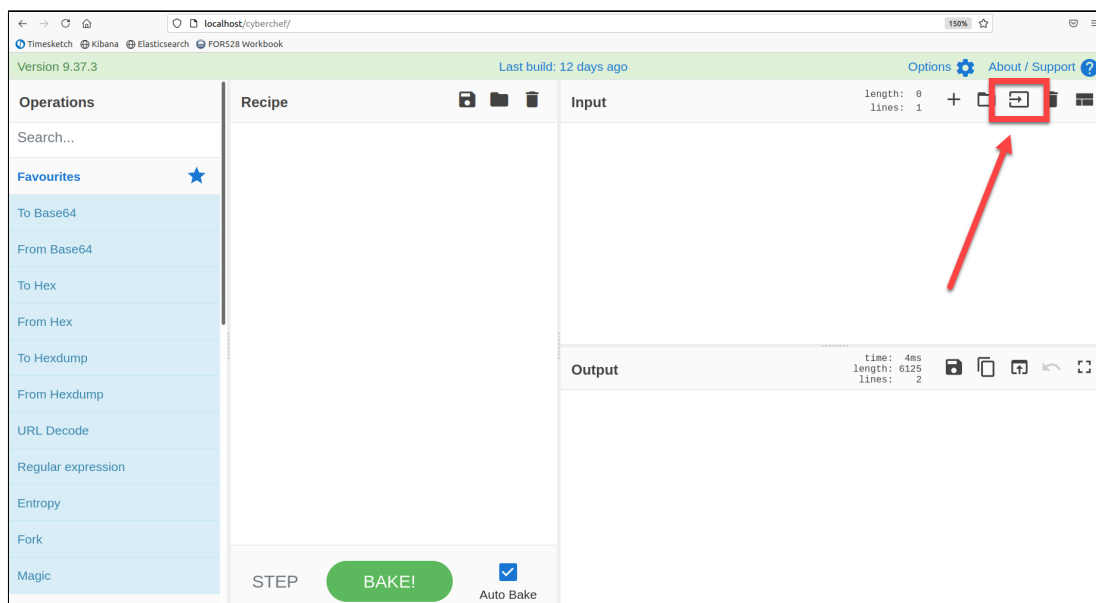 localhost/cyberchef/
150%
Timesketch Kibana Elasticsearch FOR528 Workbook
Version 9.37.3
Last build: 12 days ago
Options
About / Support
Operations
Search...
Favourites
To Base64
From Base64
To Hex
From Hex
To Hexdump
From Hexdump
URL Decode
Regular expression
Entropy
Fork
Magic
Recipe
STEP
BAKE!
Auto Bake
Input
length: 0
lines: 1
Output
time: 4ms
length: 6125
lines: 2